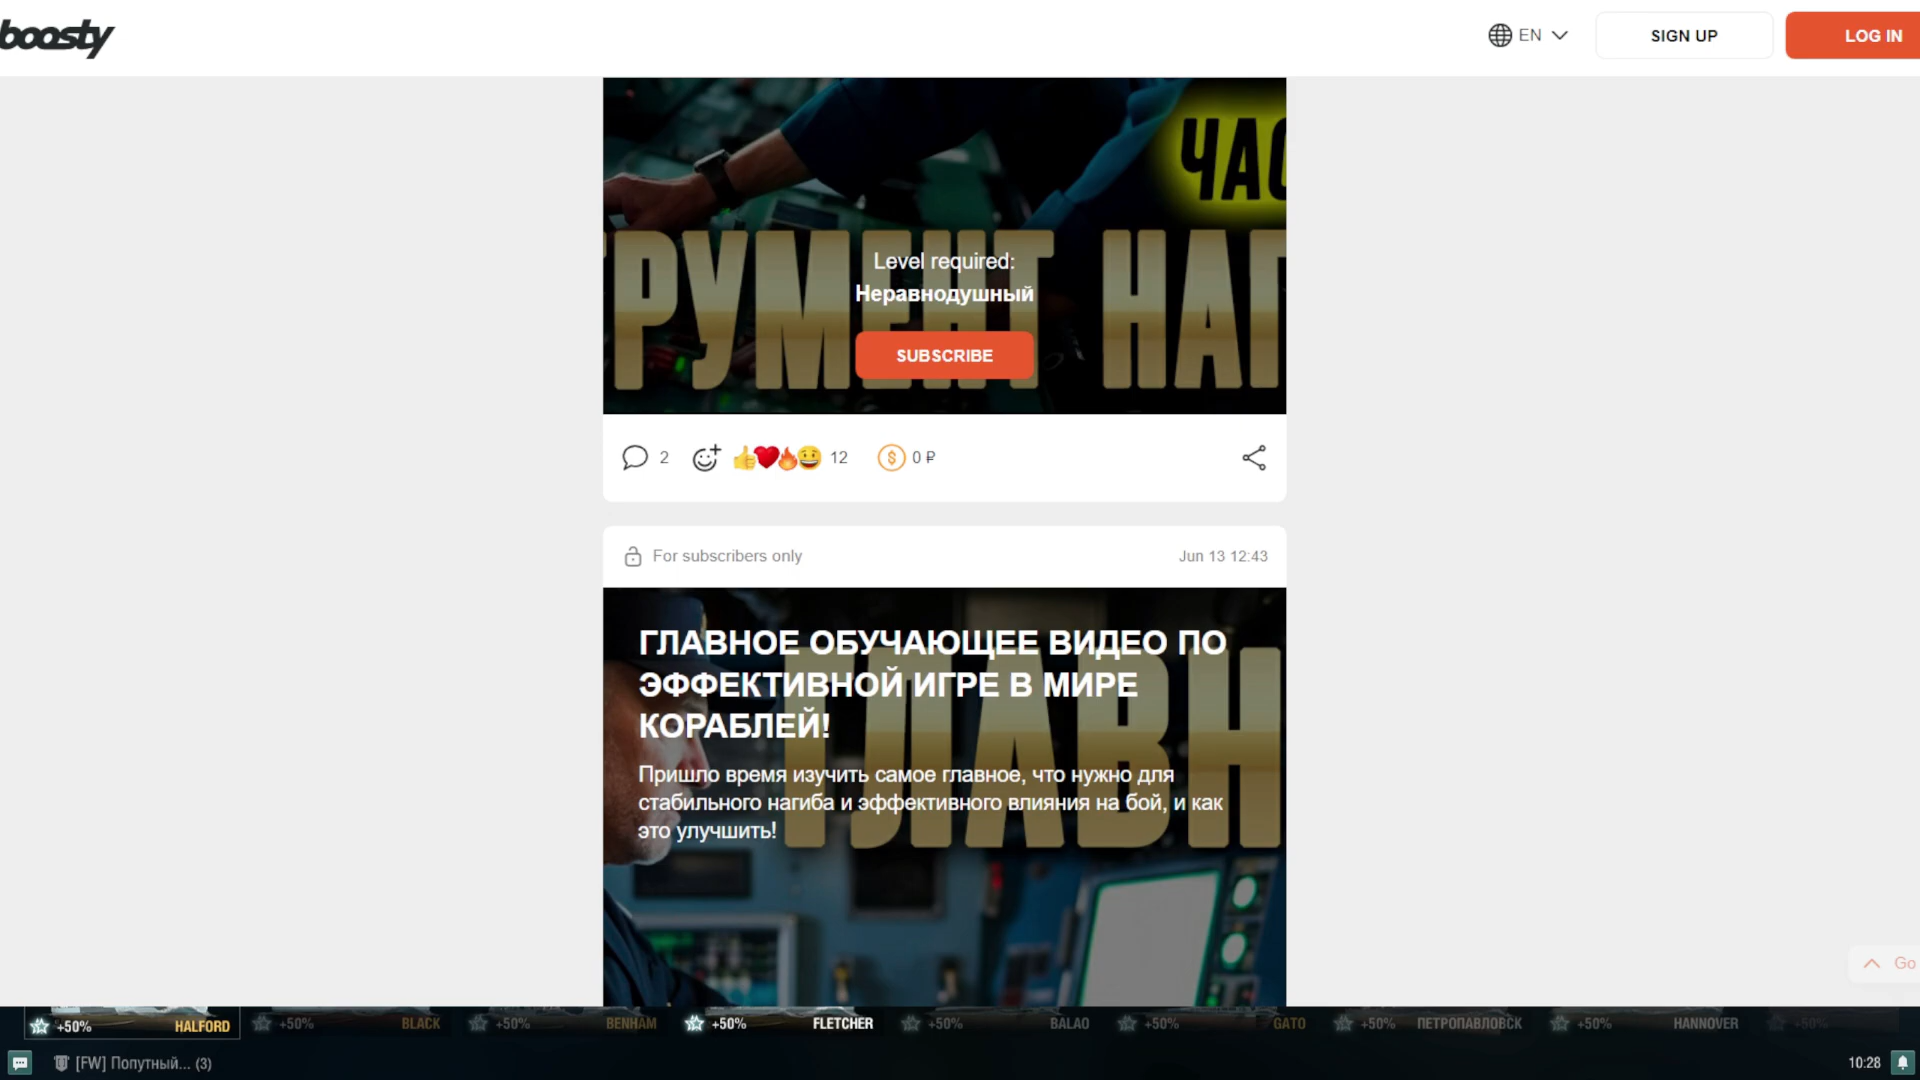 boosty
EN
SIGN UP
LOG IN
ЧАС
РУМЕНТ НАГ
Level required:
Неравнодушный
SUBSCRIBE
2
12
0 ₽
For subscribers only
Jun 13 12:43
ГЛАВН
ГЛАВНОЕ ОБУЧАЮЩЕЕ ВИДЕО ПО
ЭФФЕКТИВНОЙ ИГРЕ В МИРЕ
КОРАБЛЕЙ!
Пришло время изучить самое главное, что нужно для
стабильного нагиба и эффективного влияния на бой, и как
это улучшить!
Go
+50% HALFORD +50% BLACK +50% BENHAM +50% FLETCHER +50% BALAO +50% GATO +50% ПЕТРОПАВЛОВСК +50% HANNOVER +50%
[FW] Попутный... (3)
10:28